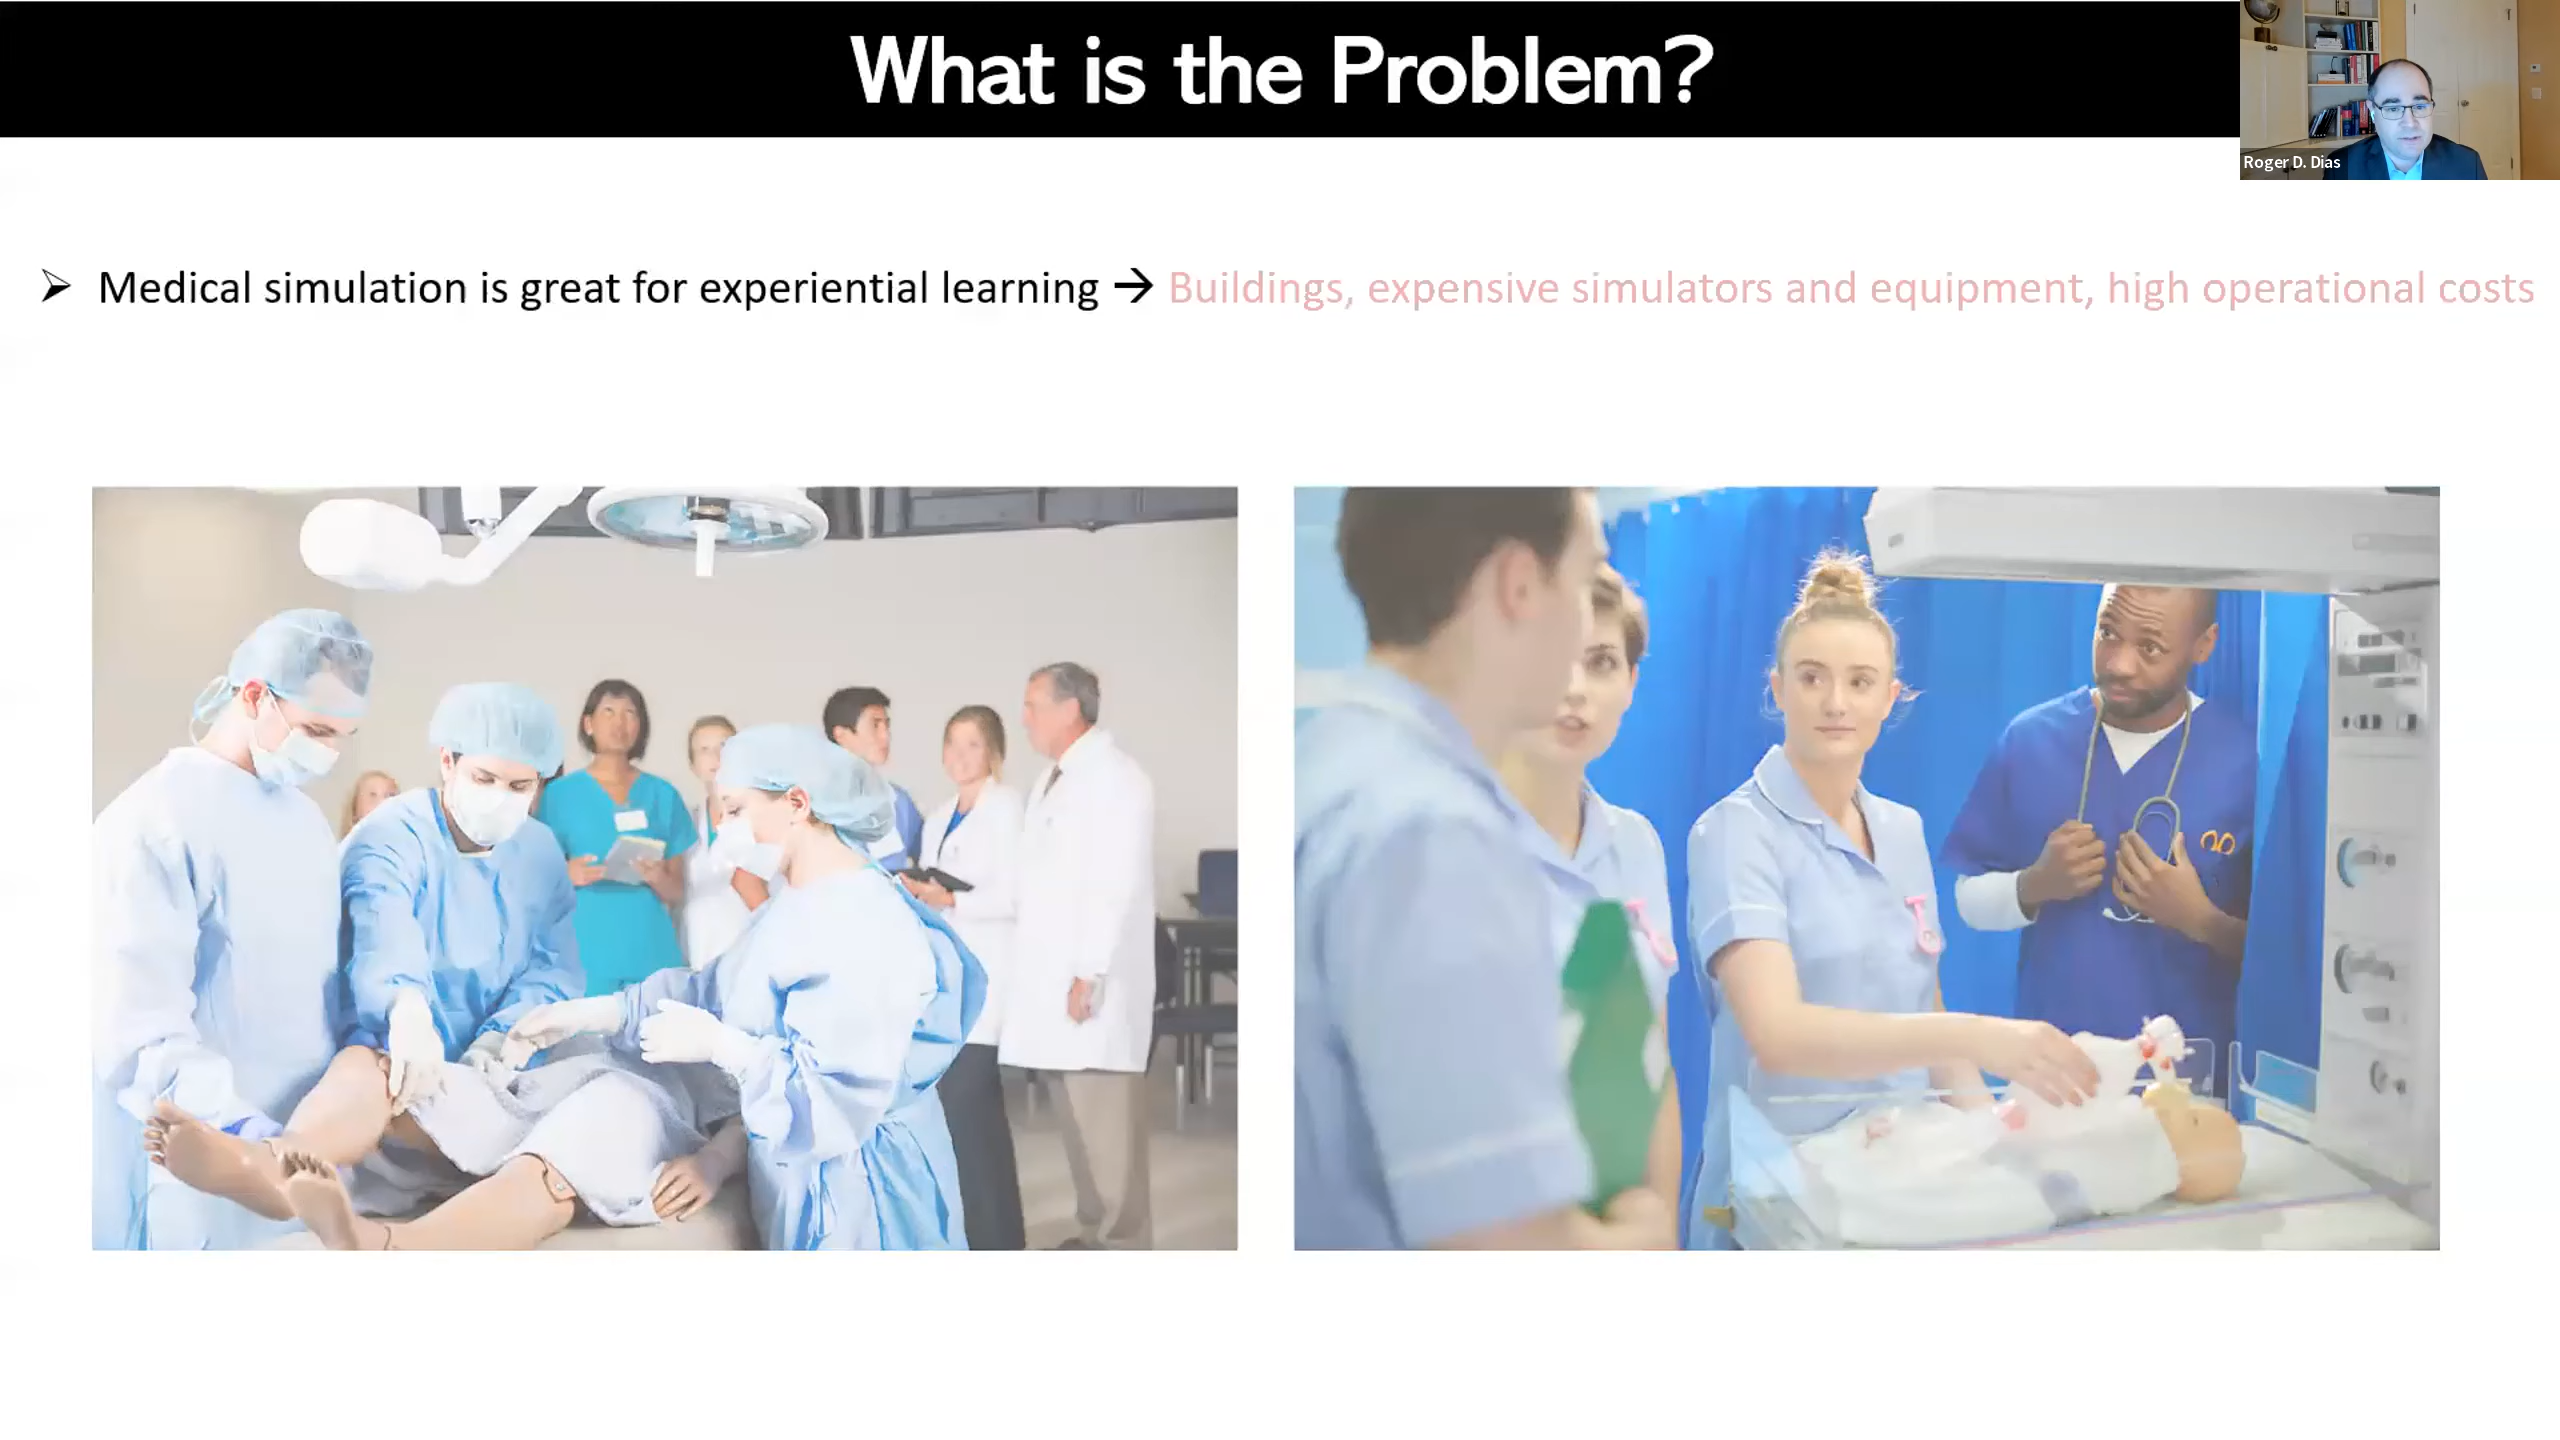 What is the Problem?
Roger D. Dias
➢ Medical simulation is great for experiential learning → Buildings, expensive simulators and equipment, high operational costs